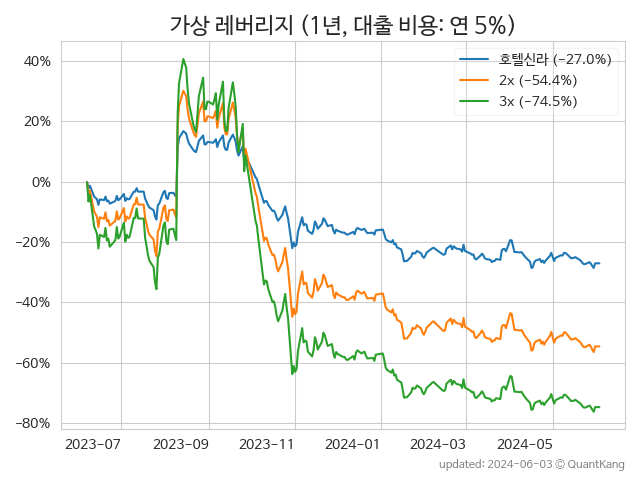 가상 레버리지 (1년, 대출 비용: 연 5%)
호텔신라 (−27.0%)
2x (−54.4%)
3x (−74.5%)
40%
20%
0%
−20%
−40%
−60%
−80%
2023-07 2023-09 2023-11 2024-01 2024-03 2024-05
updated: 2024-06-03 © QuantKang